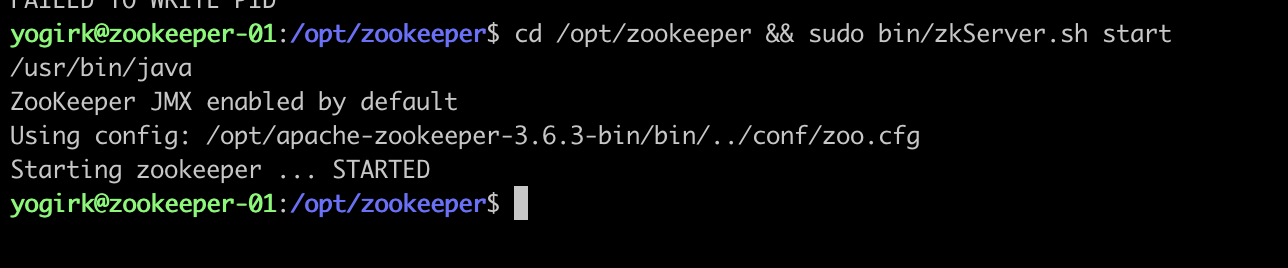 FAILED TO WRITE PID
yogirk@zookeeper-01:/opt/zookeeper$ cd /opt/zookeeper && sudo bin/zkServer.sh start
/usr/bin/java
ZooKeeper JMX enabled by default
Using config: /opt/apache-zookeeper-3.6.3-bin/bin/../conf/zoo.cfg
Starting zookeeper ... STARTED
yogirk@zookeeper-01:/opt/zookeeper$